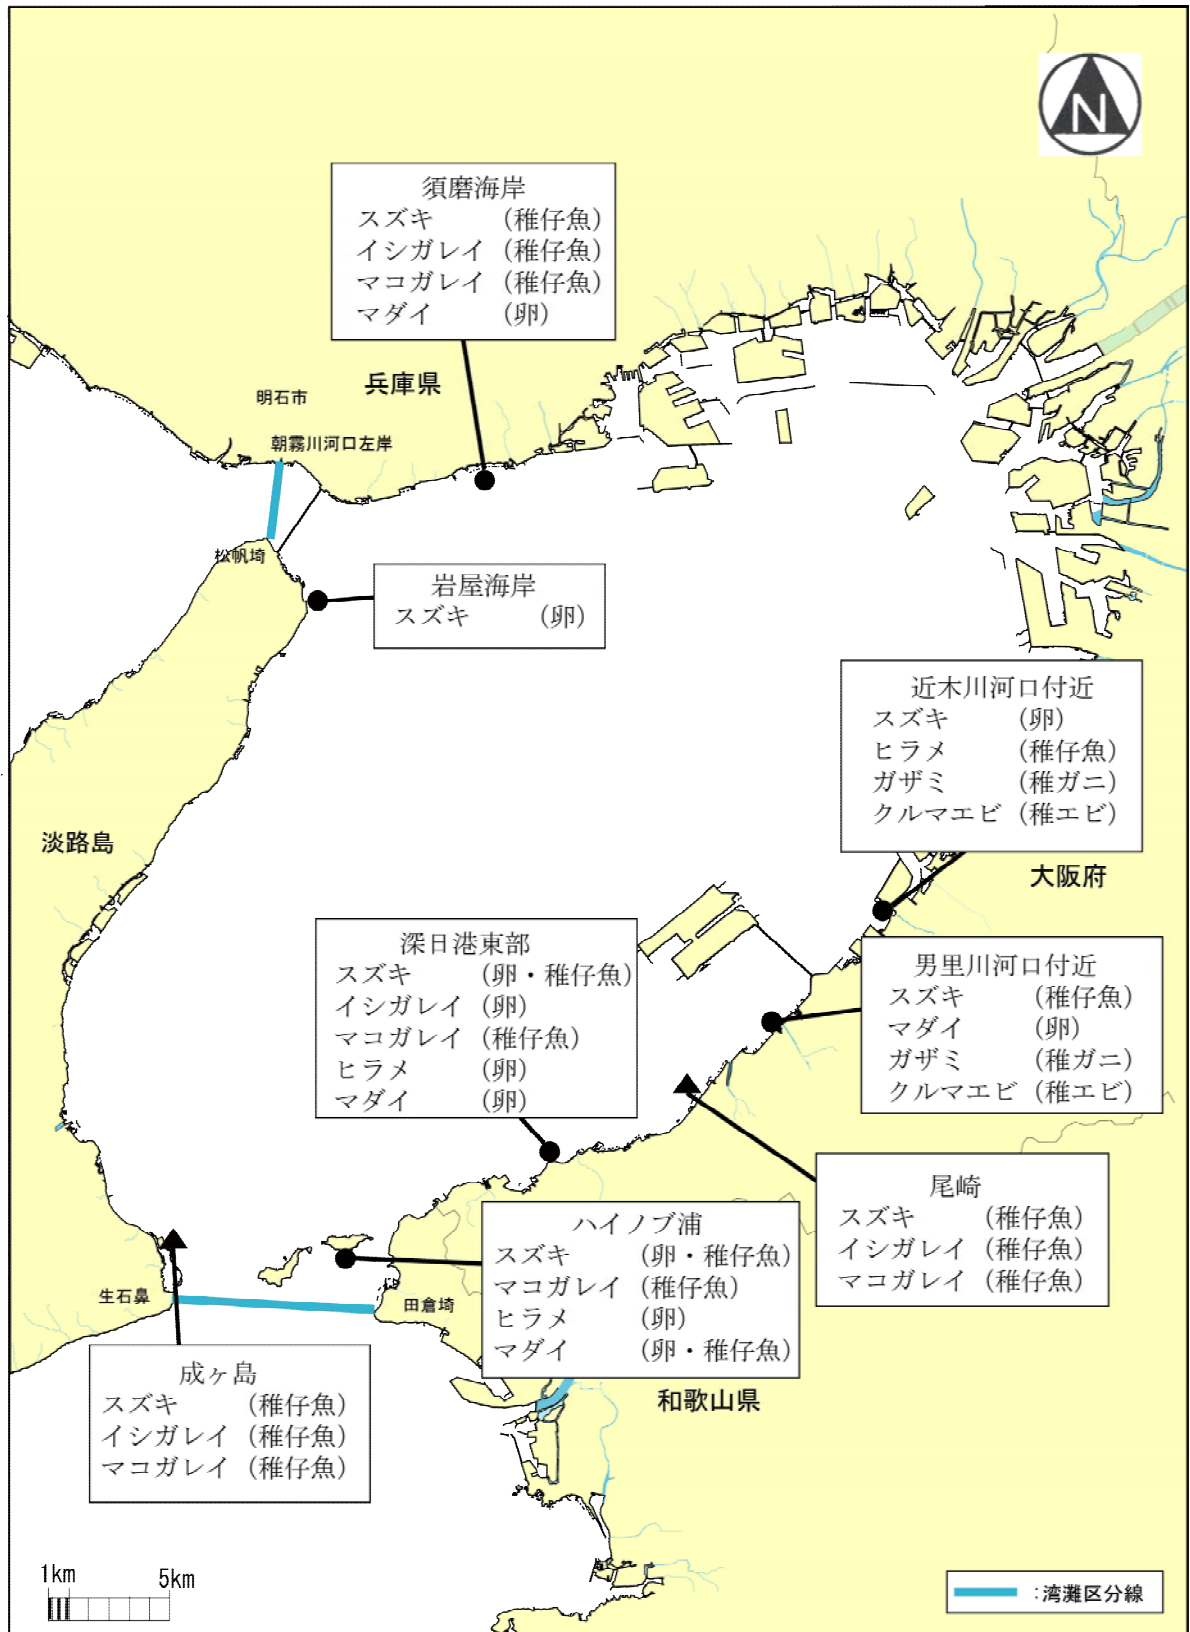 N
須磨海岸
スズキ (稚仔魚)
イシガレイ (稚仔魚)
マコガレイ (稚仔魚)
マダイ (卵)
兵庫県
明石市
朝霧川河口左岸
松帆埼
岩屋海岸
スズキ (卵)
近木川河口付近
スズキ (卵)
ヒラメ (稚仔魚)
ガザミ (稚ガニ)
クルマエビ (稚エビ)
淡路島
大阪府
深日港東部
スズキ (卵・稚仔魚)
イシガレイ (卵)
マコガレイ (稚仔魚)
ヒラメ (卵)
マダイ (卵)
男里川河口付近
スズキ (稚仔魚)
マダイ (卵)
ガザミ (稚ガニ)
クルマエビ (稚エビ)
尾崎
スズキ (稚仔魚)
イシガレイ (稚仔魚)
マコガレイ (稚仔魚)
ハイノブ浦
スズキ (卵・稚仔魚)
マコガレイ (稚仔魚)
ヒラメ (卵)
マダイ (卵・稚仔魚)
生石鼻
田倉埼
成ヶ島
スズキ (稚仔魚)
イシガレイ (稚仔魚)
マコガレイ (稚仔魚)
和歌山県
1km 5km
:湾灘区分線